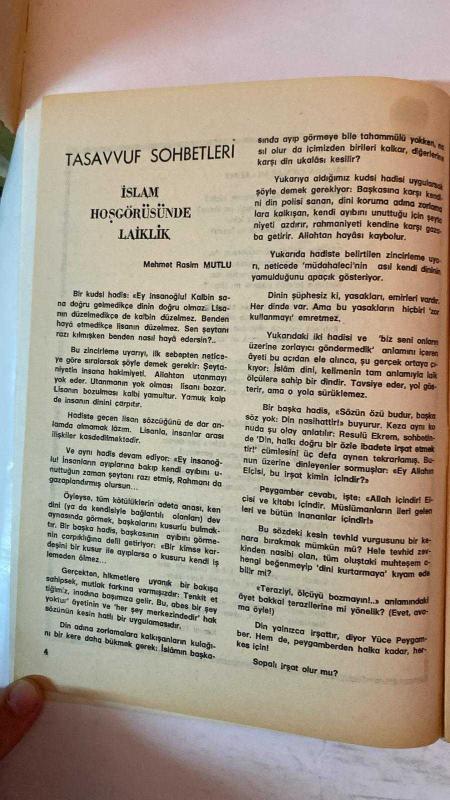 TASAVVUF SOHBETLERİ
İSLAM
HOŞGÖRÜSÜNDE
LAİKLİK
Mehmet Rasim MUTLU
Bir kudsî hadis: «Ey insanoğlu! Kalbin sa-
na doğru gelmedikçe dinin doğru olmaz. Lisa-
nın düzelmedikçe de kalbin düzelmez. Benden
hayâ etmedikçe lisanın düzelmez. Sen şeytanı
razı kılmışken benden nasıl hayâ edersin?..
Bu zincirleme uyarıyı, ilk sebepten netice-
ye göre sıralarsak şöyle demek gerekir: Şeyta-
niyetin insana hakimiyeti. Allahtan utanmayı
yok eder. Utanmanın yok olması lisanı bozar.
Lisanın bozulması kalbi yamultur. Yamuk kalp
de insanın dinini çarpıtır.
Hadiste geçen lisan sözcüğünü de dar an-
lamda almamak lâzım. Lisanla, insanlar arası
ilişkiler kasdedilmektedir.
Ve aynı hadis devam ediyor: «Ey insanoğ-
lu! İnsanların ayıplarına bakıp kendi ayıbını u-
nuttuğun zaman şeytanı razı etmiş, Rahmanı da
gazaplandırmış olursun...
Öyleyse, tüm kötülüklerin adeta anası, ken
dini (ya da kendisiyle bağlantılı olanları) dev
aynasında görmek, başkalarını kusurlu bulmak-
tır. Bir başka hadis, başkasının ayıbını görme-
nin çarpıklığına delil getiriyor: «Bir kimse kar-
deşini bir kusur ile ayıplarsa o kusuru kendi iş
lemeden ölmez...
Gerçekten, hikmetlere uyanık bir bakışa
sahipsek, mutlak farkına varmışızdır: Tenkit et
tiğimiz, inadına başımıza gelir. Bu, abes bir şey
yoktur' âyetinin ve 'her şey merkezindedir' hak
sözünün kesin hatlı bir uygulamasıdır.
Din adına zorlamalara kalkışanların kulağı-
nı bir kere daha bükmek gerek: İslâmın başka-
4
sında ayıp görmeye bile tahammülü yokken, na
sıl olur da içimizden birileri kalkar, diğerlerine
karşı din ukalâsı kesilir?
Yukarıya aldığımız kudsi hadisi uygularsak
şöyle demek gerekiyor: Başkasına karşı kendi-
ni din polisi sanan, dini koruma adına zorlama
lara kalkışan, kendi ayıbını unuttuğu için şeyta
niyeti azdırır, rahmaniyeti kendine karşı gaza-
ba getirir. Allahtan hayâsı kaybolur.
Yukarıda hadiste belirtilen zincirleme uya-
rı, neticede 'müdahaleci'nin asıl kendi dininin
yamulduğunu apaçık gösteriyor.
Dinin şüphesiz ki, yasakları, emirleri vardır.
Her dinde var. Ama bu yasakların hiçbiri 'zor
kullanmayı' emretmez.
Yukarıdaki iki hadisi ve 'biz seni onların
üzerine zorlayıcı göndermedik' anlamını içeren
âyeti bu açıdan ele alınca, şu gerçek ortaya çı-
kıyor: İslâm dini, kelimenin tam anlamıyla laik
ölçülere sahip bir dindir. Tavsiye eder, yol gös-
terir, ama o yola sürüklemez.
Bir başka hadis, «Sözün özü budur, başka
söz yok: Din nasihattir!» buyurur. Keza aynı ko
nuda şu olay anlatılır: Resulü Ekrem, sohbetin-
de 'Din, halkı doğru bir özle ibadete irşat etmek
tir!' cümlesini üç defa aynen tekrarlamış. Bu-
nun üzerine dinleyenler sormuşlar: «Ey Allahın
Elçisi, bu irşat kimin içindir?»
Peygamber cevabı, işte: «Allah içindir! El-
çisi ve kitabı içindir. Müslümanların ileri gelen
leri ve bütün inananlar içindir!»
Bu sözdeki kesin tevhid vurgusunu bir ke-
nara bırakmak mümkün mü? Hele tevhid zev-
kinden nasibi olan, tüm oluştaki muhteşem â-
hengi beğenmeyip 'dini kurtarmaya' kıyam ede
bilir mi?
«Teraziyi, ölçüyü bozmayın!..» anlamındaki
âyet bakkal terazilerine mi yönelik? (Evet, ava-
ma öyle!)
Din yalnızca irşattır, diyor Yüce Peygam-
ber. Hem de, peygamberden halka kadar, her-
kes için!
Sopalı irşat olur mu?